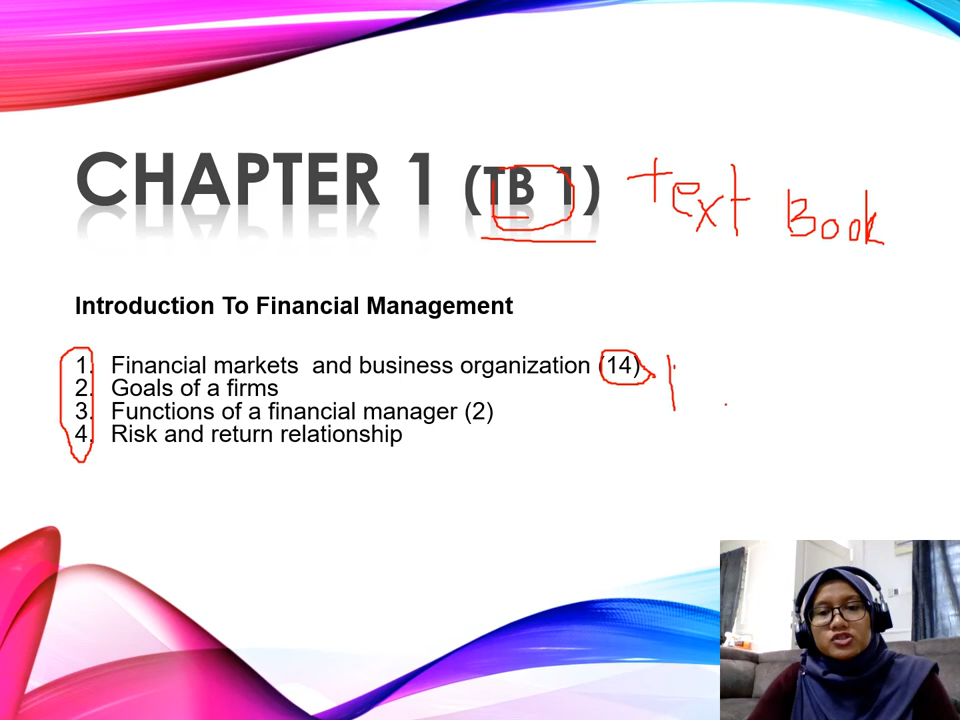 CHAPTER 1 (TB 1) text Book
Introduction To Financial Management
1. Financial markets and business organization (14)
2. Goals of a firms
3. Functions of a financial manager (2)
4. Risk and return relationship